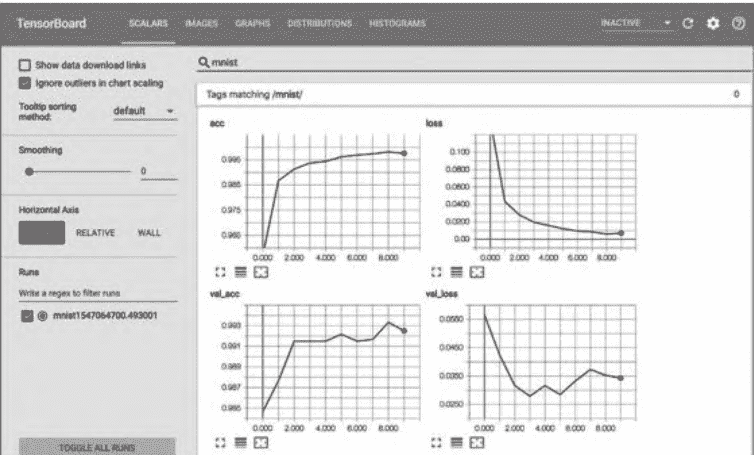 TensorBoard SCALARS IMAGES GRAPHS DISTRIBUTIONS HISTOGRAMS INACTIVE
Show data download links
Ignore outliers in chart scaling
Tooltip sorting
method: default
Smoothing
0
Horizontal Axis
RELATIVE WALL
Runs
Write a regex to filter runs
mnist1547064700.493001
TOGGLE ALL RUNS
mnist
Tags matching /mnist/ 0
acc
0.995
0.985
0.975
0.965
0.000 2.000 4.000 6.000 8.000
loss
0.100
0.0800
0.0600
0.0400
0.0200
0.00
0.000 2.000 4.000 6.000 8.000
val_acc
0.993
0.991
0.989
0.987
0.985
0.000 2.000 4.000 6.000 8.000
val_loss
0.0550
0.0450
0.0350
0.0250
0.000 2.000 4.000 6.000 8.000